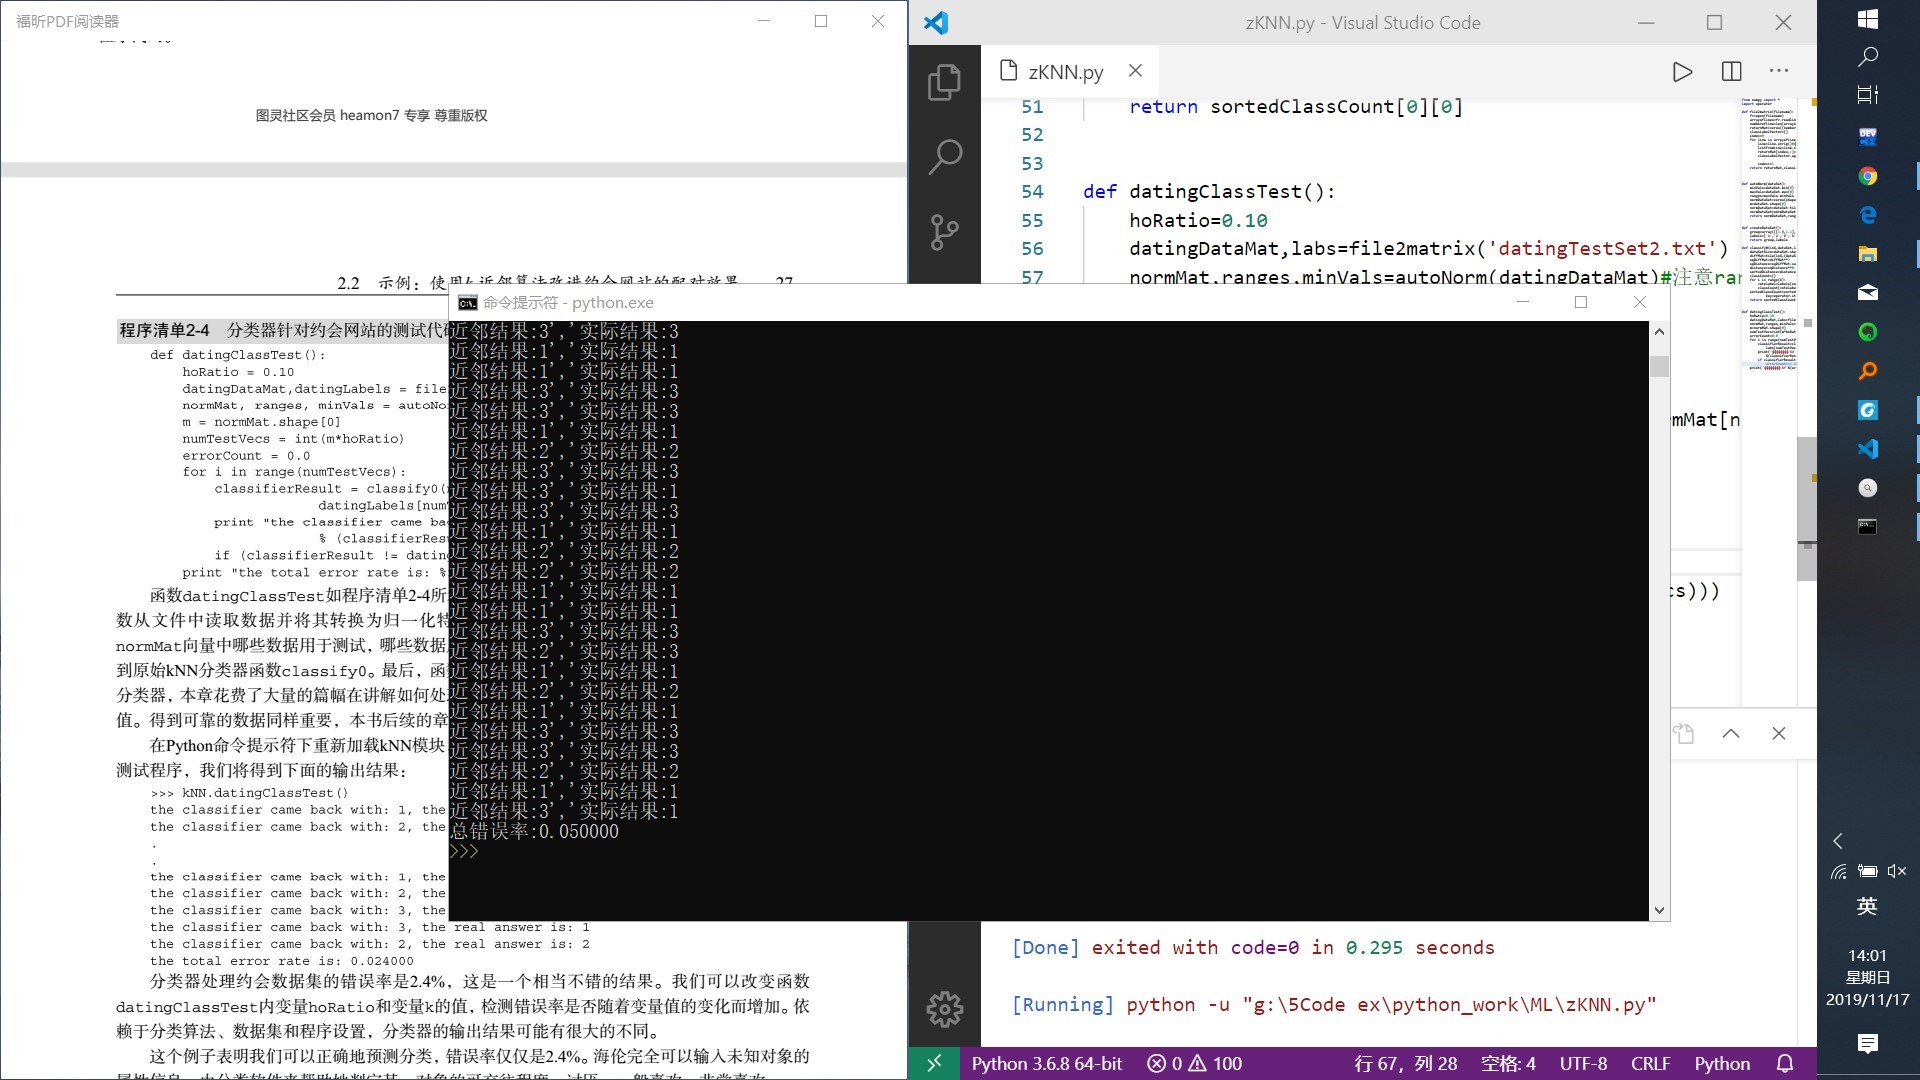 福昕PDF阅读器
图灵社区会员 heamon7 专享 尊重版权
2.2 示例：使用k近邻算法改进约会网站的配对效果 27
程序清单2-4 分类器针对约会网站的测试代码
def datingClassTest():
hoRatio = 0.10
datingDataMat,datingLabels = file
normMat, ranges, minVals = autoNo
m = normMat.shape[0]
numTestVecs = int(m*hoRatio)
errorCount = 0.0
for i in range(numTestVecs):
classifierResult = classify0(
datingLabels[num
print "the classifier came ba
% (classifierResu
if (classifierResult != datin
print "the total error rate is: %
函数datingClassTest如程序清单2-4所
数从文件中读取数据并将其转换为归一化特
normMat向量中哪些数据用于测试，哪些数据
到原始kNN分类器函数classify0。最后，函
分类器，本章花费了大量的篇幅在讲解如何处
值。得到可靠的数据同样重要，本书后续的章
在Python命令提示符下重新加载kNN模块
测试程序，我们将得到下面的输出结果：
>>> kNN.datingClassTest()
the classifier came back with: 1, the
the classifier came back with: 2, the
.
.
the classifier came back with: 1, the
the classifier came back with: 2, the
the classifier came back with: 3, the
the classifier came back with: 3, the real answer is: 1
the classifier came back with: 2, the real answer is: 2
the total error rate is: 0.024000
分类器处理约会数据集的错误率是2.4%，这是一个相当不错的结果。我们可以改变函数
datingClassTest内变量hoRatio和变量k的值，检测错误率是否随着变量值的变化而增加。依
赖于分类算法、数据集和程序设置，分类器的输出结果可能有很大的不同。
这个例子表明我们可以正确地预测分类，错误率仅仅是2.4%。海伦完全可以输入未知对象的
命令提示符 - python.exe
近邻结果:3','实际结果:3
近邻结果:1','实际结果:1
近邻结果:1','实际结果:1
近邻结果:3','实际结果:3
近邻结果:3','实际结果:3
近邻结果:1','实际结果:1
近邻结果:2','实际结果:2
近邻结果:3','实际结果:3
近邻结果:3','实际结果:1
近邻结果:3','实际结果:3
近邻结果:1','实际结果:1
近邻结果:2','实际结果:2
近邻结果:2','实际结果:2
近邻结果:1','实际结果:1
近邻结果:1','实际结果:1
近邻结果:3','实际结果:3
近邻结果:2','实际结果:3
近邻结果:1','实际结果:1
近邻结果:2','实际结果:2
近邻结果:1','实际结果:1
近邻结果:3','实际结果:3
近邻结果:3','实际结果:3
近邻结果:2','实际结果:2
近邻结果:1','实际结果:1
近邻结果:3','实际结果:1
总错误率:0.050000
>>>
zKNN.py - Visual Studio Code
zKNN.py
51 return sortedClassCount[0][0]
52
53
54 def datingClassTest():
55 hoRatio=0.10
56 datingDataMat,labs=file2matrix('datingTestSet2.txt')
57 normMat,ranges,minVals=autoNorm(datingDataMat)#注意ran
mMat[n
cs)))
[Done] exited with code=0 in 0.295 seconds
[Running] python -u "g:\5Code ex\python_work\ML\zKNN.py"
Python 3.6.8 64-bit 0 100 行 67，列 28 空格: 4 UTF-8 CRLF Python
DEV
英
14:01
星期日
2019/11/17